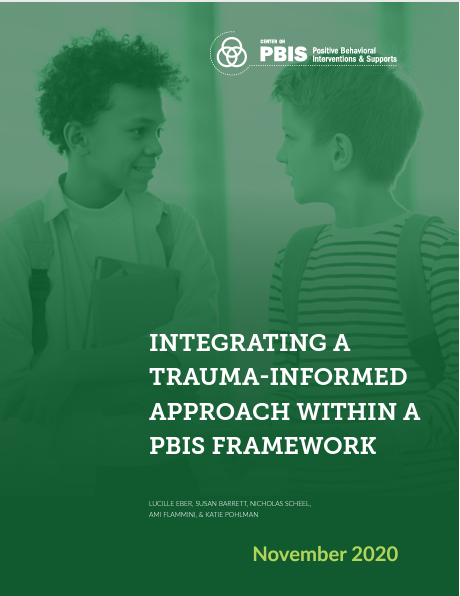 CENTER ON
PBIS
Positive Behavioral
Interventions & Supports
INTEGRATING A
TRAUMA-INFORMED
APPROACH WITHIN A
PBIS FRAMEWORK
LUCILLE EBER, SUSAN BARRETT, NICHOLAS SCHEEL,
AMI FLAMMINI, & KATIE POHLMAN
November 2020